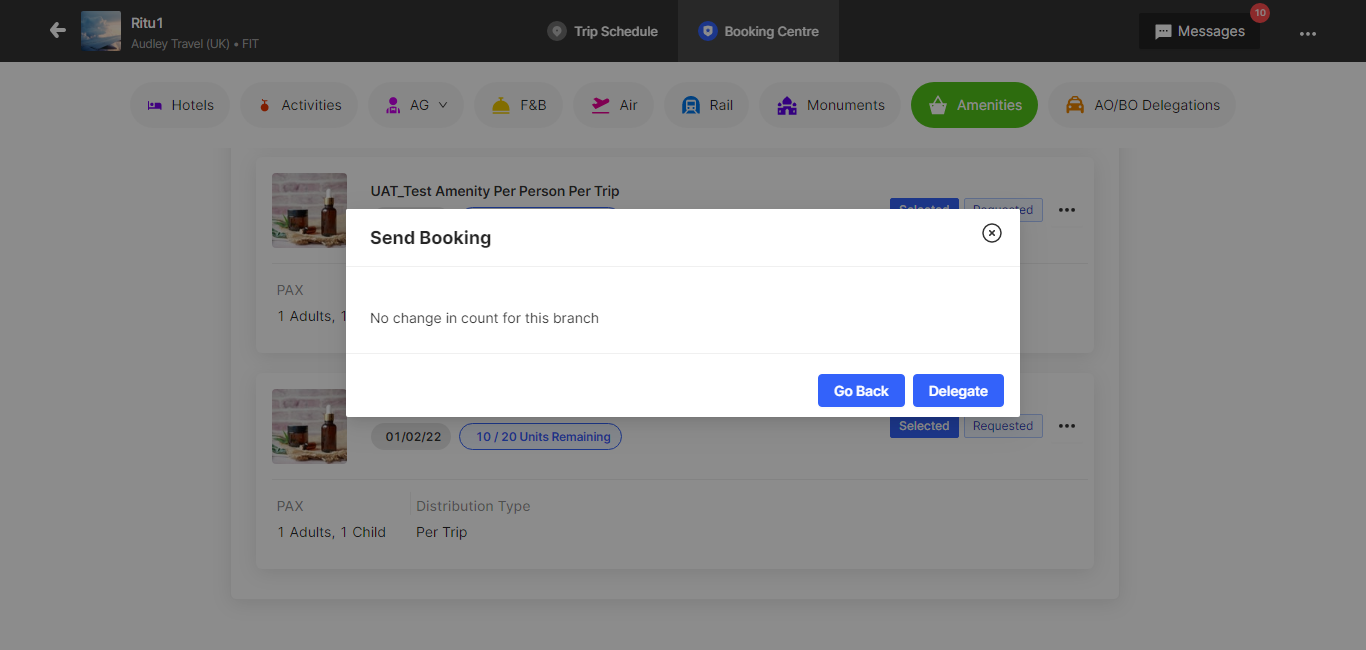 Ritu1
Audley Travel (UK) • FIT
Trip Schedule
Booking Centre
Messages
10
Hotels
Activities
AG
F&B
Air
Rail
Monuments
Amenities
AO/BO Delegations
UAT_Test Amenity Per Person Per Trip
Selected
Requested
PAX
1 Adults, 1
Send Booking
No change in count for this branch
Go Back
Delegate
01/02/22
10 / 20 Units Remaining
Selected
Requested
PAX
Distribution Type
1 Adults, 1 Child
Per Trip